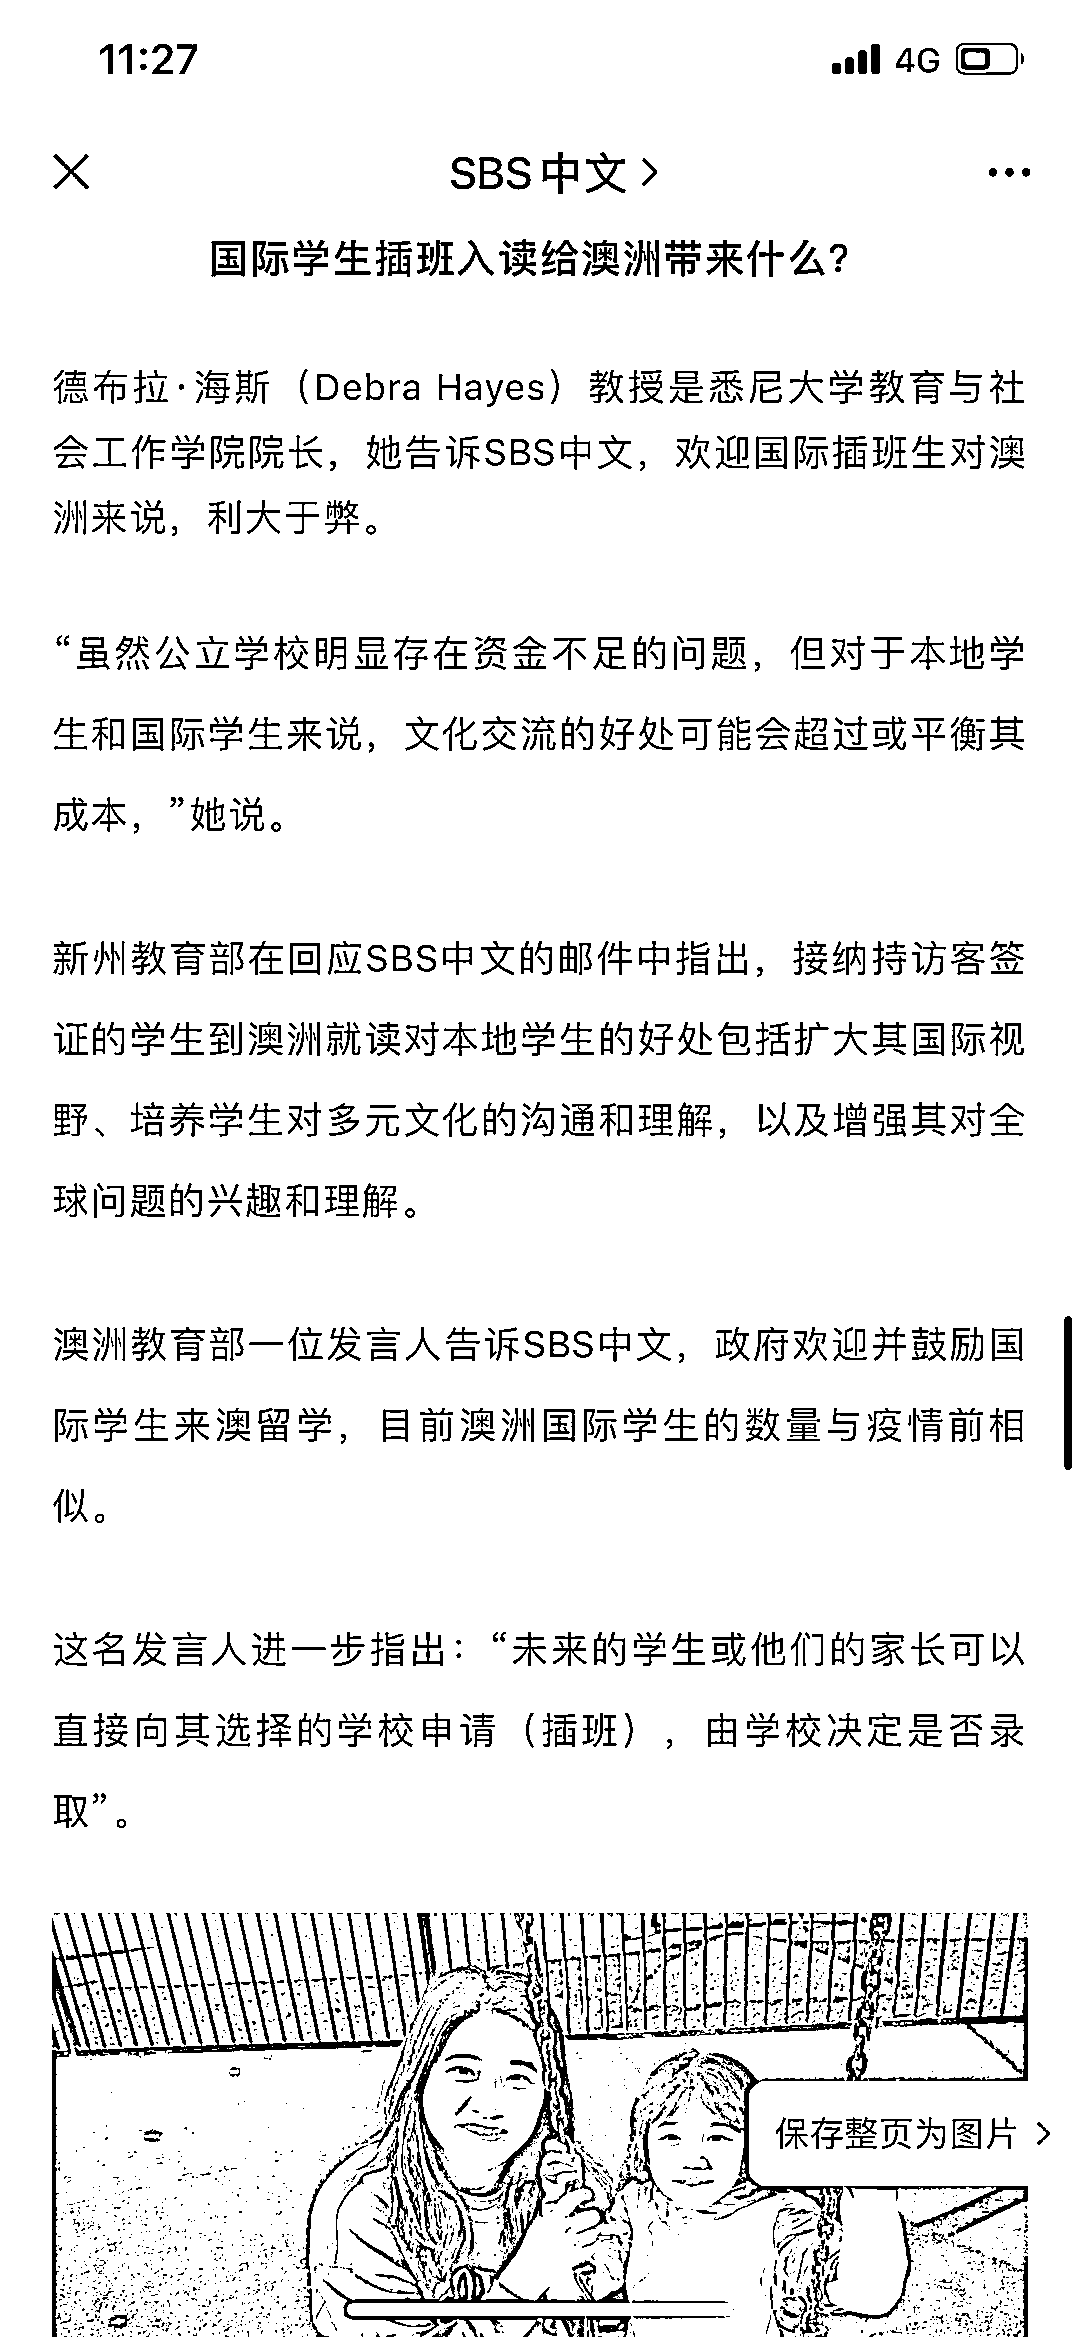 11:27
4G
SBS中文
国际学生插班入读给澳洲带来什么?
德布拉·海斯（Debra Hayes）教授是悉尼大学教育与社
会工作学院院长，她告诉SBS中文，欢迎国际插班生对澳
洲来说，利大于弊。
“虽然公立学校明显存在资金不足的问题，但对于本地学
生和国际学生来说，文化交流的好处可能会超过或平衡其
成本，”她说。
新州教育部在回应SBS中文的邮件中指出，接纳持访客签
证的学生到澳洲就读对本地学生的好处包括扩大其国际视
野、培养学生对多元文化的沟通和理解，以及增强其对全
球问题的兴趣和理解。
澳洲教育部一位发言人告诉SBS中文，政府欢迎并鼓励国
际学生来澳留学，目前澳洲国际学生的数量与疫情前相
似。
这名发言人进一步指出：“未来的学生或他们的家长可以
直接向其选择的学校申请（插班），由学校决定是否录
取”。
保存整页为图片